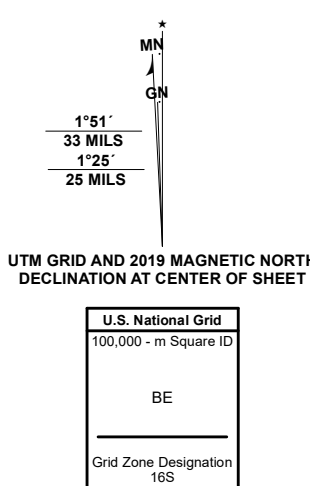 ★
MN
GN
1°51´
33 MILS
1°25´
25 MILS
UTM GRID AND 2019 MAGNETIC NORTH
DECLINATION AT CENTER OF SHEET
U.S. National Grid
100,000 - m Square ID
BE
Grid Zone Designation
16S